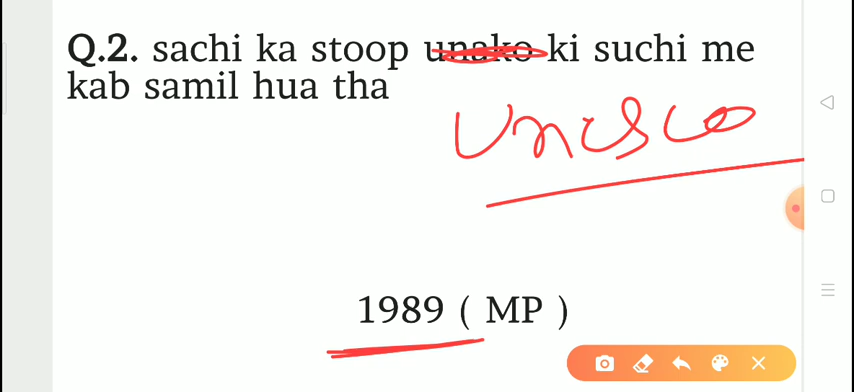 Q.2. sachi ka stoop unako ki suchi me
kab samil hua tha
Unesco
1989 ( MP )